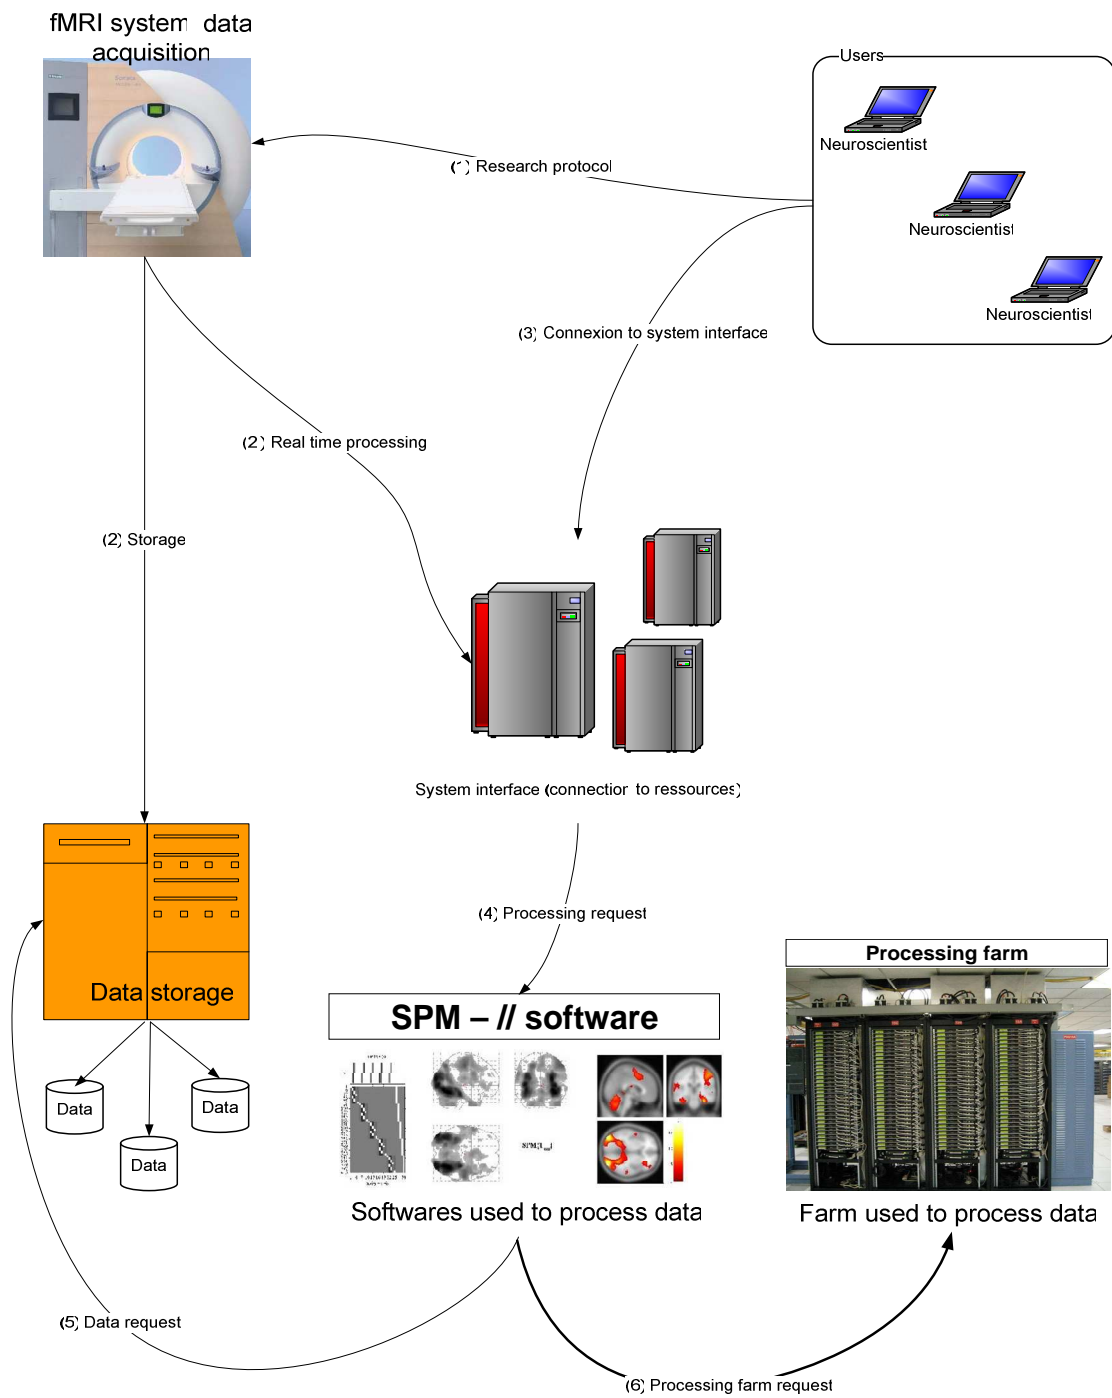 fMRI system data
acquisition
Users
Neuroscientist
Neuroscientist
Neuroscientist
(1) Research protocol
(3) Connexion to system interface
(2) Real time processing
(2) Storage
System interface (connection to ressources)
(4) Processing request
Data storage
Data
Data
Data
SPM – // software
Softwares used to process data
Processing farm
Farm used to process data
(5) Data request
(6) Processing farm request